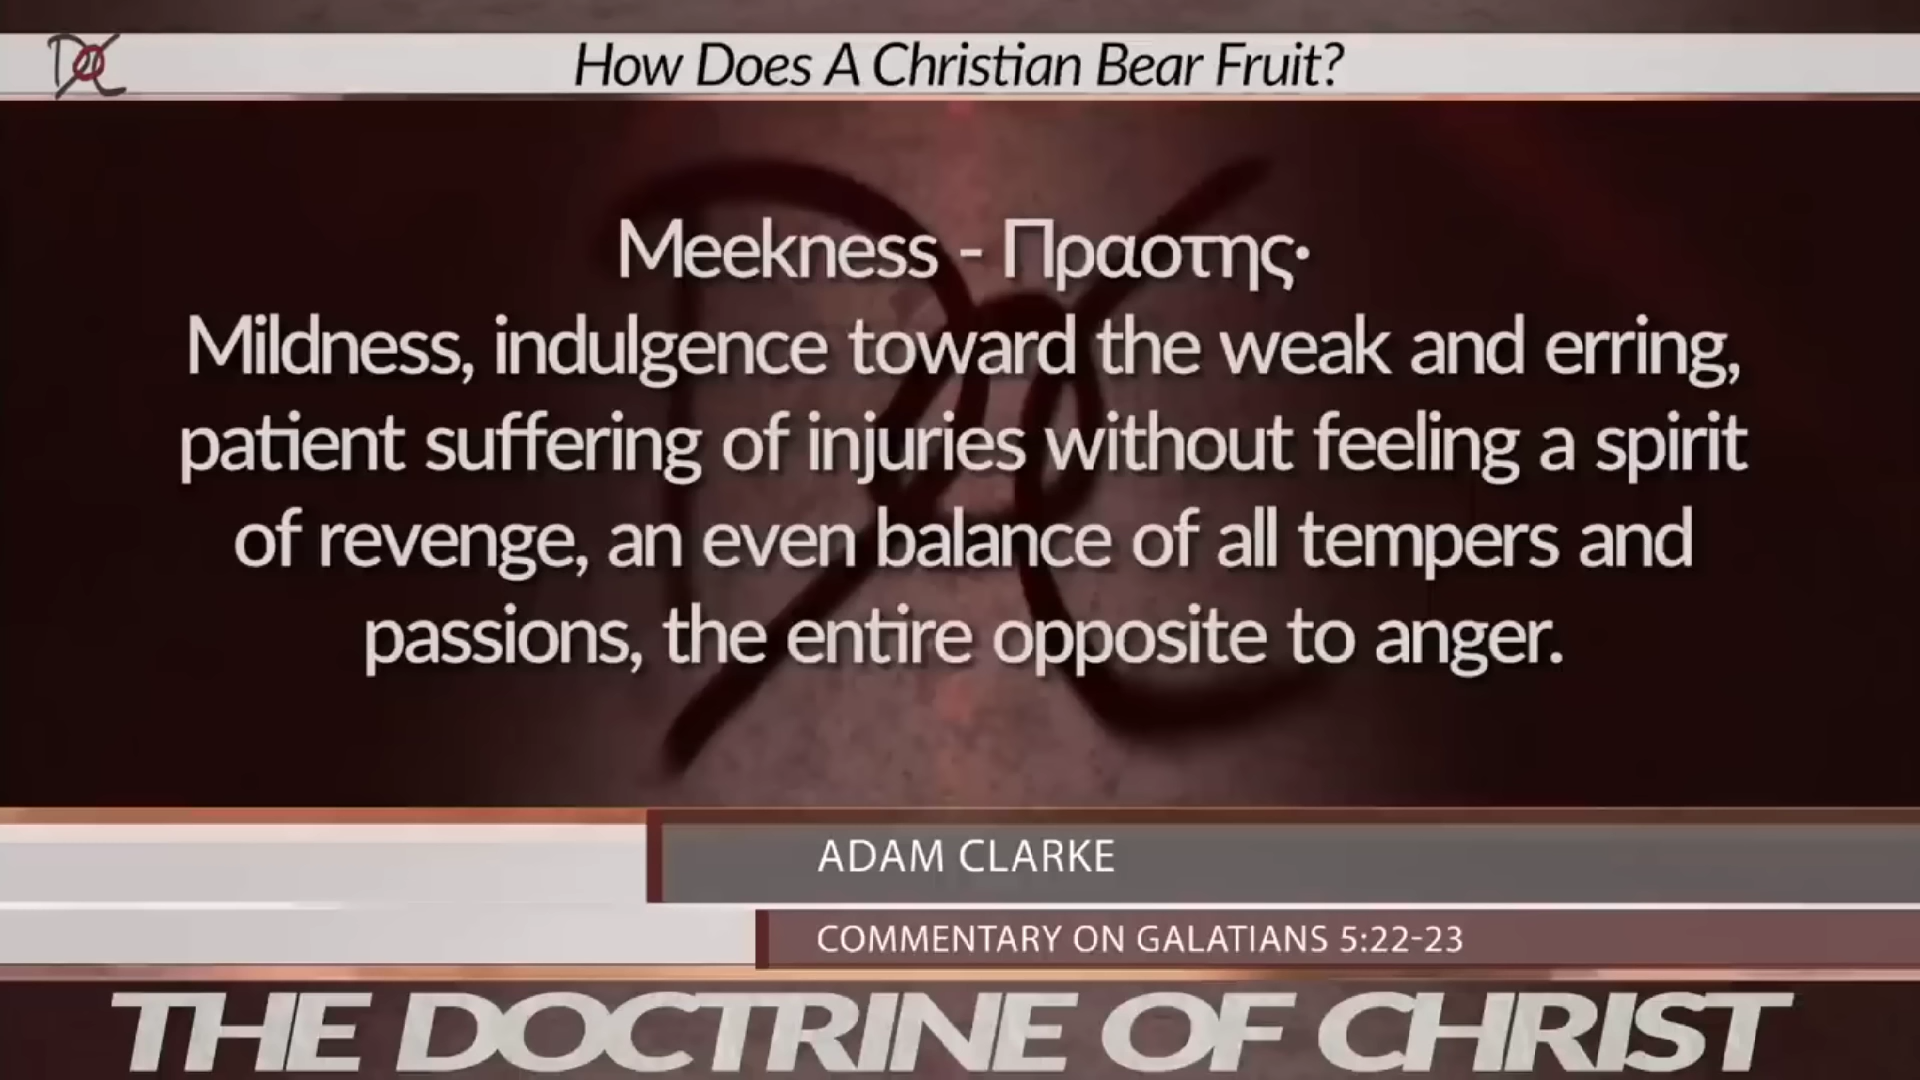 How Does A Christian Bear Fruit?
Meekness - Πραοτης·
Mildness, indulgence toward the weak and erring,
patient suffering of injuries without feeling a spirit
of revenge, an even balance of all tempers and
passions, the entire opposite to anger.
ADAM CLARKE
COMMENTARY ON GALATIANS 5:22-23
THE DOCTRINE OF CHRIST